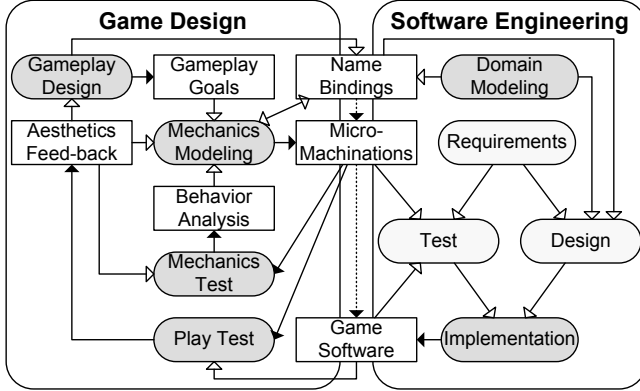 Game Design
Software Engineering
Gameplay
Design
Gameplay
Goals
Name
Bindings
Domain
Modeling
Aesthetics
Feed-back
Mechanics
Modeling
Micro-
Machinations
Requirements
Behavior
Analysis
Test
Design
Mechanics
Test
Play Test
Game
Software
Implementation